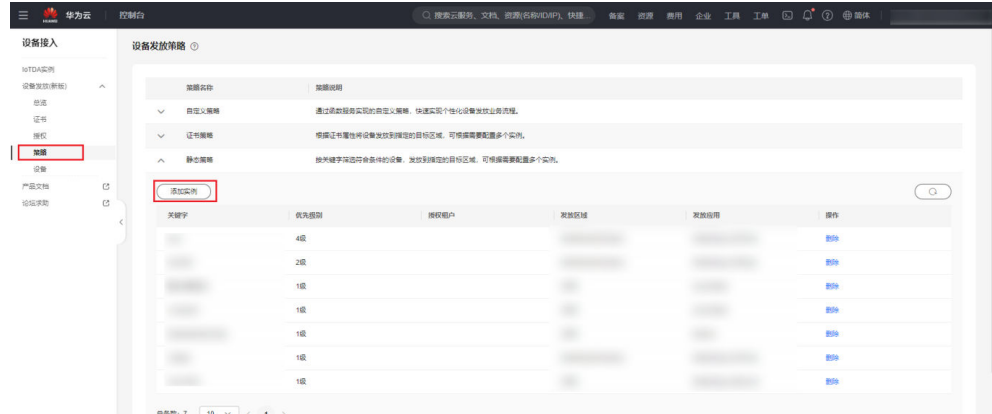 HUAWEI 华为云 控制台 搜索云服务、文档、资源(名称/ID/IP)、快捷... 备案 资源 费用 企业 工具 工单 简体
设备接入
IoTDA实例
设备发放(新版)
总览
证书
授权
策略
设备
产品文档
论坛求助
设备发放策略
策略名称 策略说明
自定义策略 通过函数服务实现的自定义策略，快速实现个性化设备发放业务流程。
证书策略 根据证书属性将设备发放到指定的目标区域，可根据需要配置多个实例。
静态策略 按关键字筛选符合条件的设备，发放到指定的目标区域，可根据需要配置多个实例。
添加实例
关键字 优先级别 授权租户 发放区域 发放应用 操作
4级 删除
2级 删除
1级 删除
1级 删除
1级 删除
1级 删除
1级 删除
总条数: 7 10 1